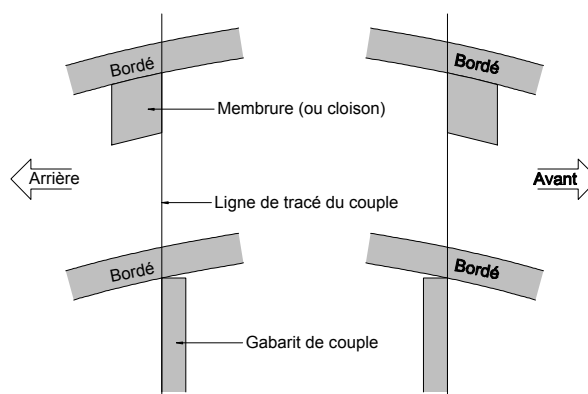 Bordé
Bordé
Membrure (ou cloison)
Arrière
Avant
Ligne de tracé du couple
Bordé
Bordé
Gabarit de couple